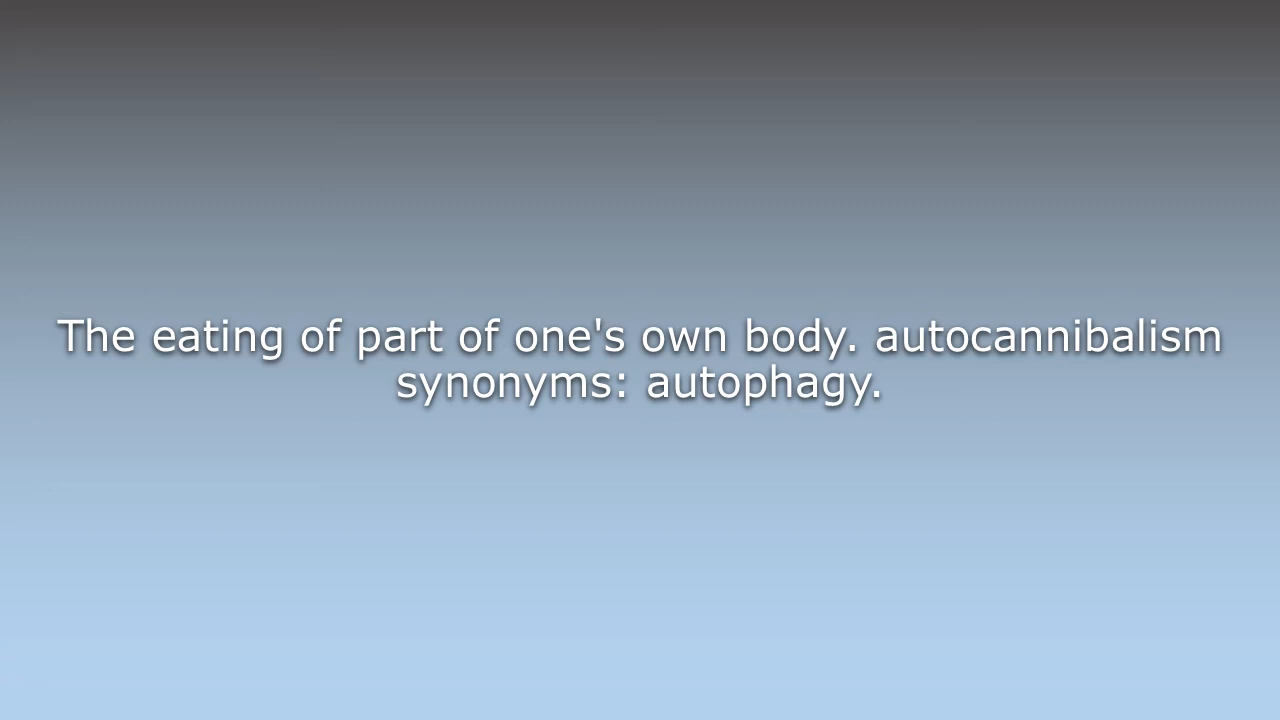 The eating of part of one's own body. autocannibalism
synonyms: autophagy.